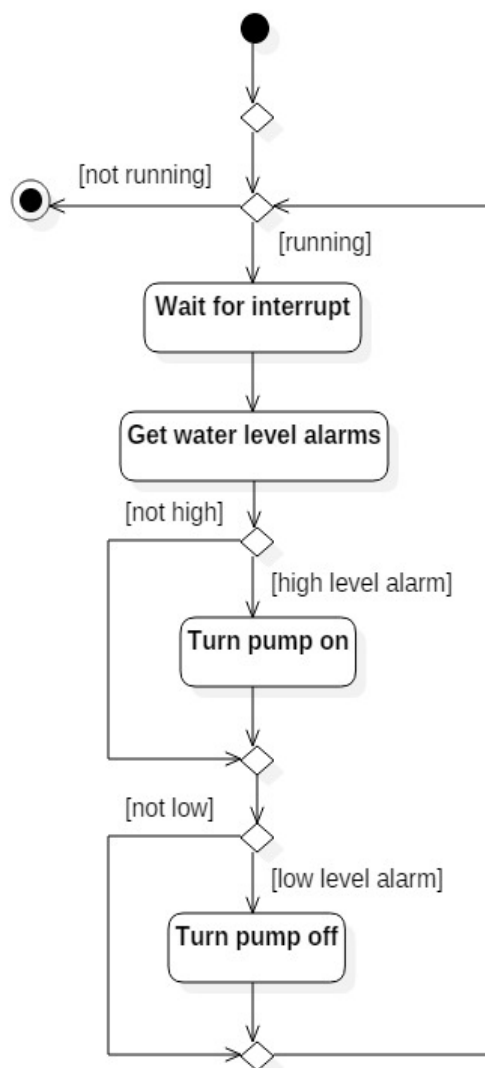 [not running]
[running]
Wait for interrupt
Get water level alarms
[not high]
[high level alarm]
Turn pump on
[not low]
[low level alarm]
Turn pump off